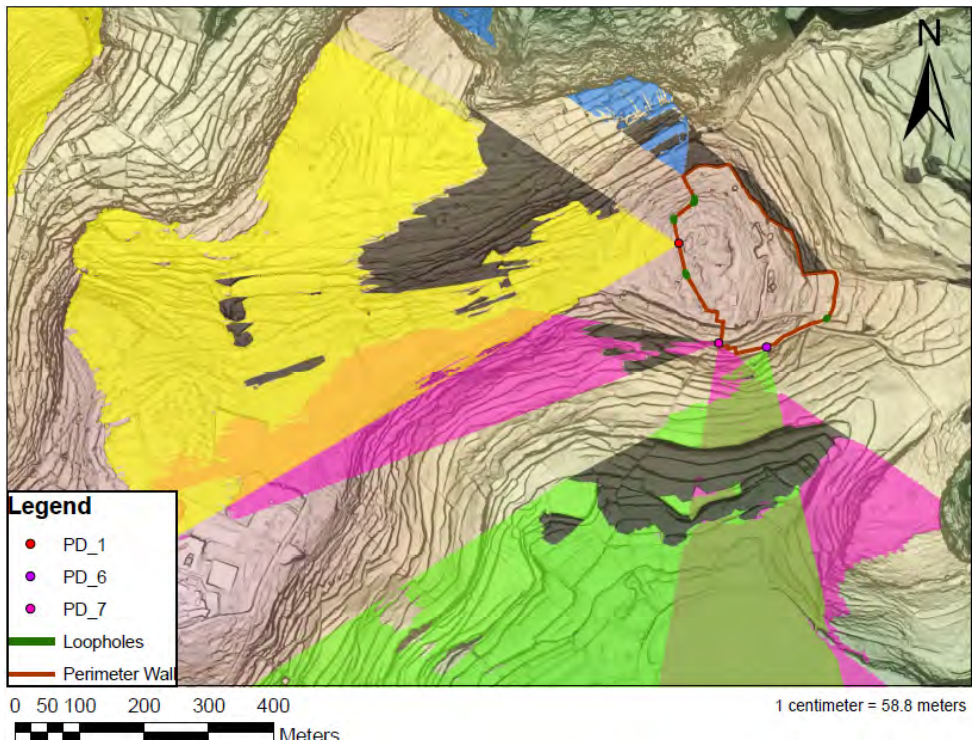 N
Legend
PD_1
PD_6
PD_7
Loopholes
Perimeter Wall
0 50 100 200 300 400
Meters
1 centimeter = 58.8 meters